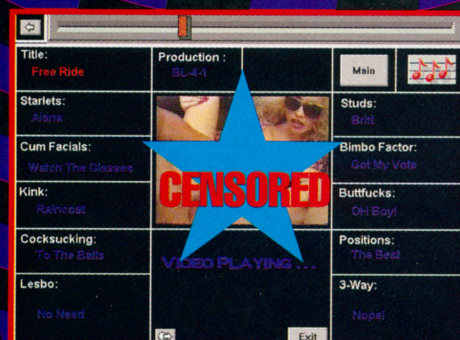 Title:
Free Ride
Production :
BL-4-1
Main
Starlets:
Alana
Studs:
Britt
Cum Facials:
Watch The Glasses
Bimbo Factor:
Got My Vote
CENSORED
Kink:
Raincoat
Buttfucks:
OH Boy!
Cocksucking:
To The Balls
Positions:
The Best
VIDEO PLAYING ...
Lesbo:
No Need
3-Way:
Nope!
Exit